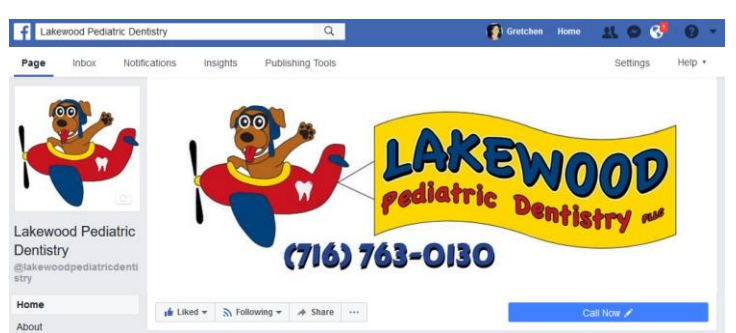 f Lakewood Pediatric Dentistry Gretchen Home 1 ?
Page Inbox Notifications Insights Publishing Tools Settings Help
LAKEWOOD
Pediatric Dentistry PLLC
(716) 763-0130
Lakewood Pediatric
Dentistry
@lakewoodpediatricdenti
stry
Home
About
Liked Following Share ... Call Now